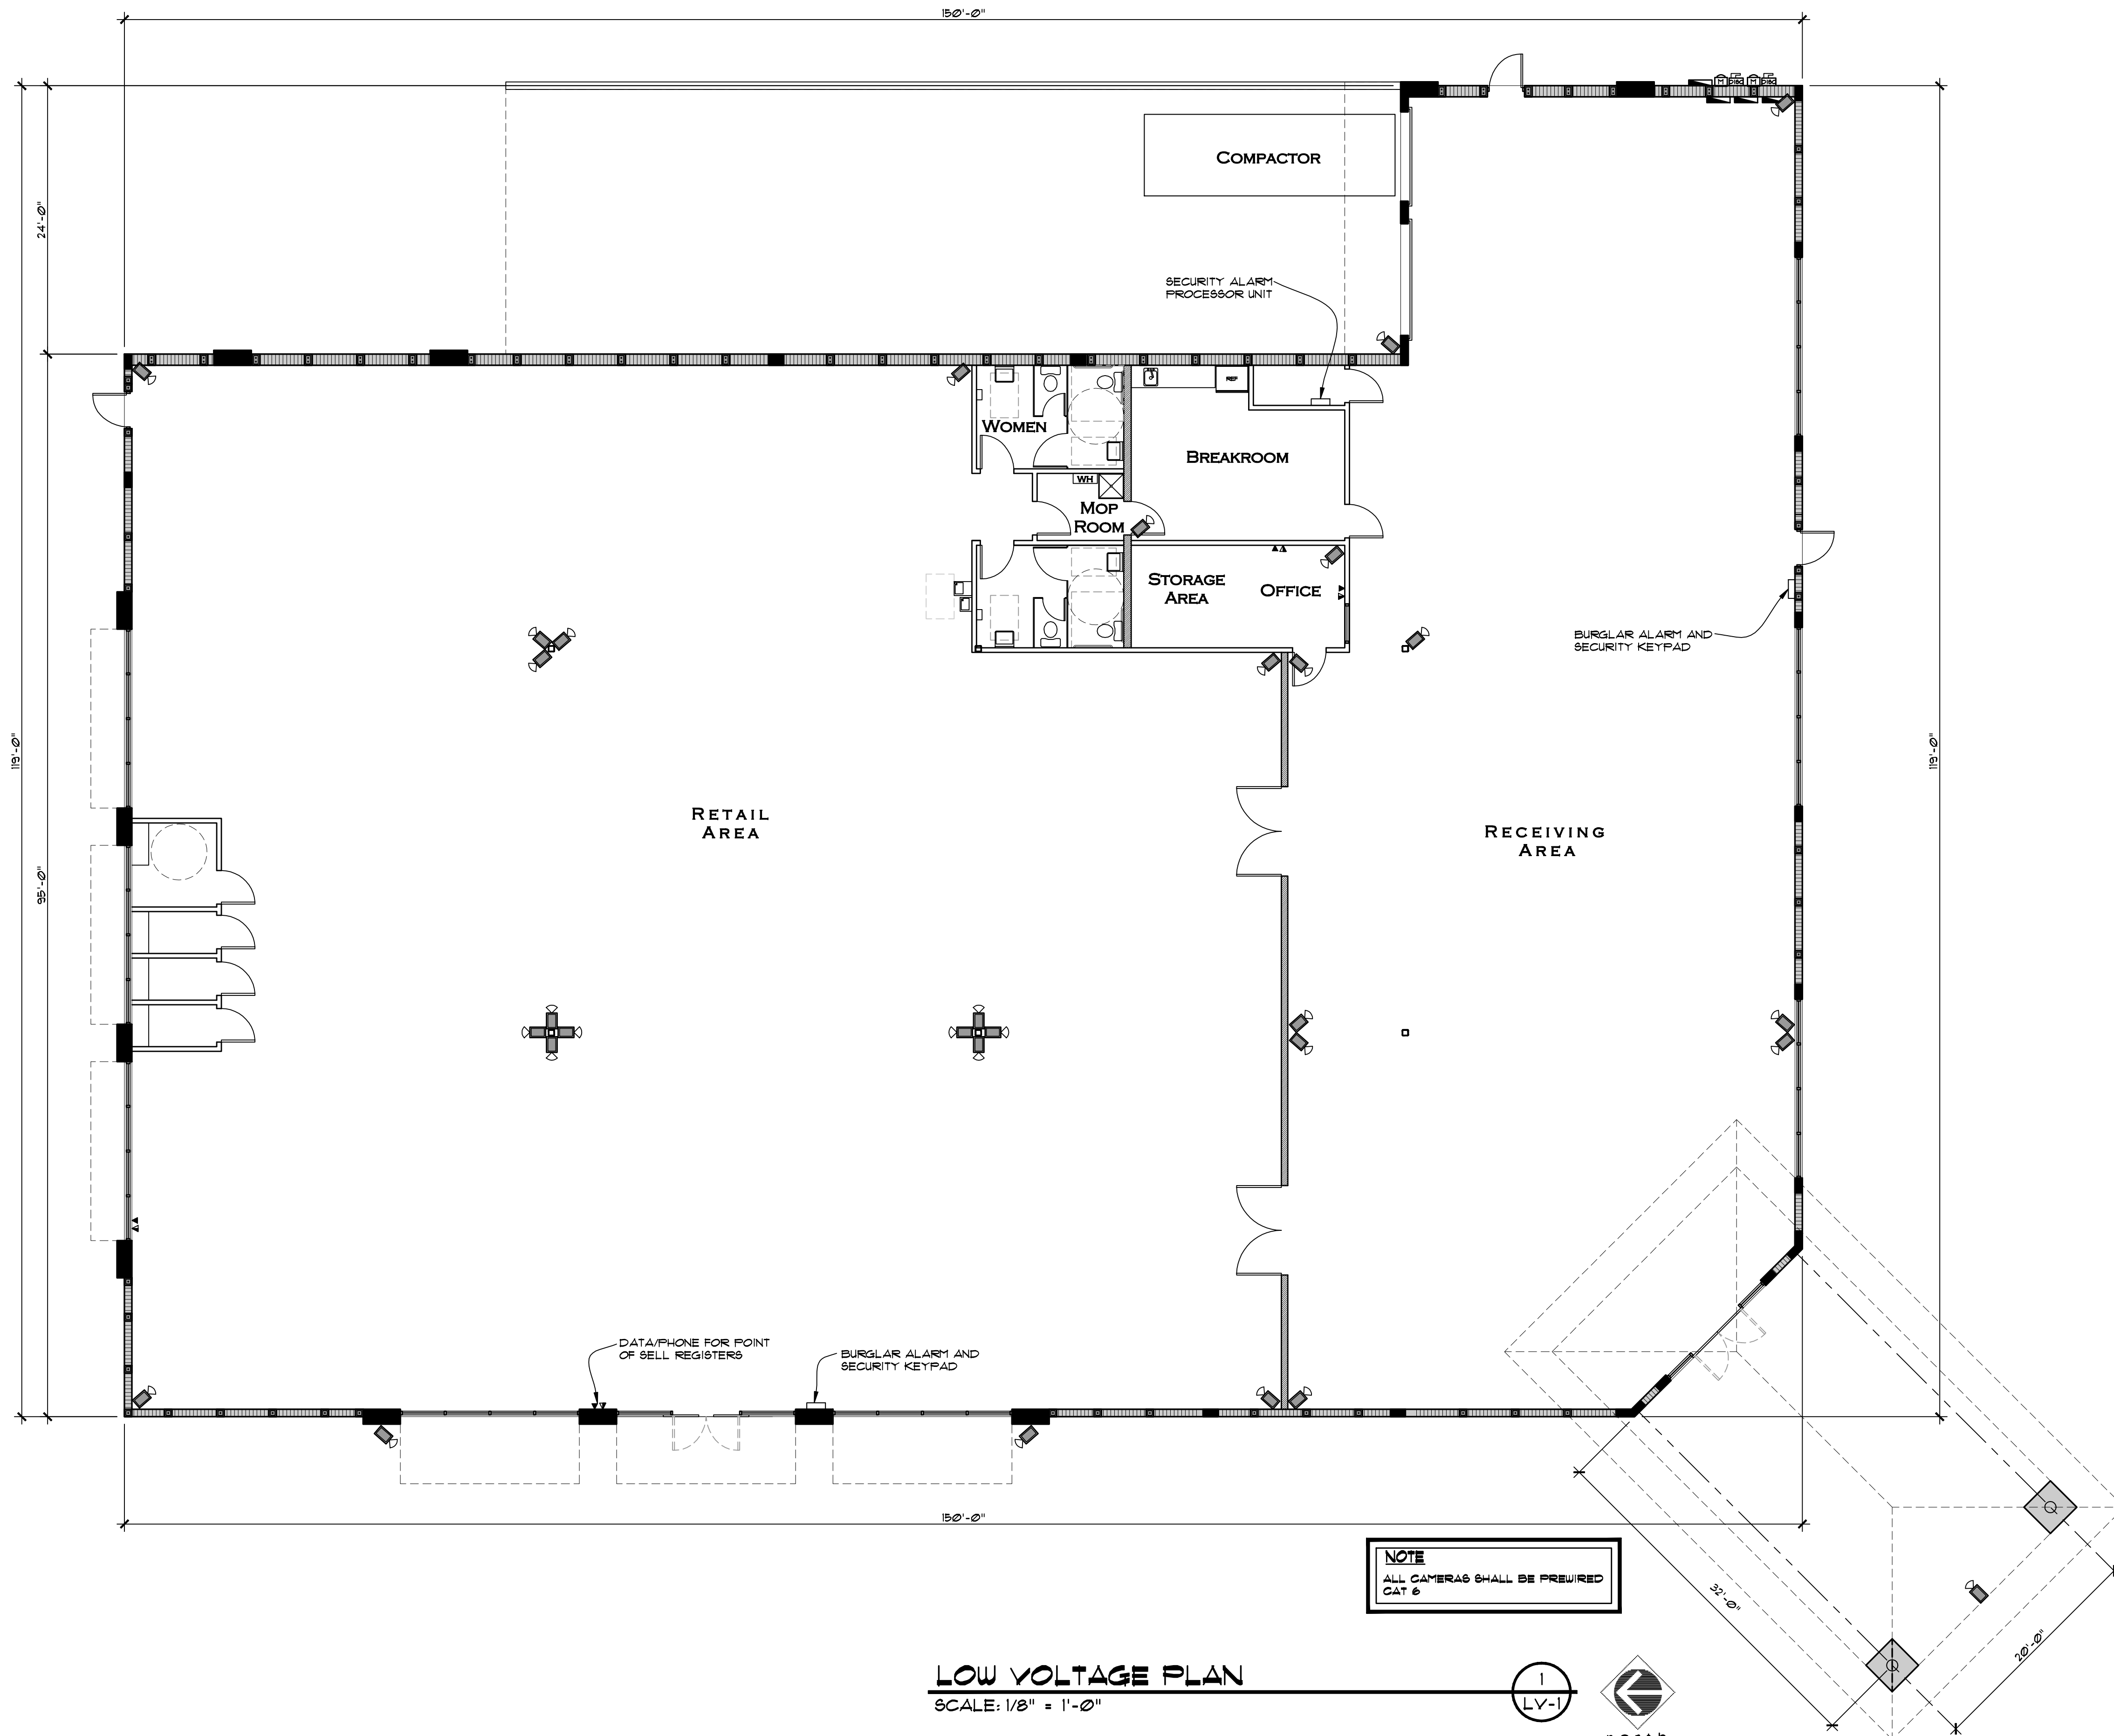 150'-0"
COMPACTOR
24'-0"
SECURITY ALARM
PROCESSOR UNIT
REF
WOMEN
BREAKROOM
WH
MOP
ROOM
STORAGE
AREA
OFFICE
BURGLAR ALARM AND
SECURITY KEYPAD
119'-0"
119'-0"
RETAIL
AREA
RECEIVING
AREA
95'-0"
DATA/PHONE FOR POINT
OF SELL REGISTERS
BURGLAR ALARM AND
SECURITY KEYPAD
150'-0"
NOTE
ALL CAMERAS SHALL BE PREWIRED
CAT 6
32'-0"
20'-0"
LOW VOLTAGE PLAN
SCALE: 1/8" = 1'-0"
1
LV-1